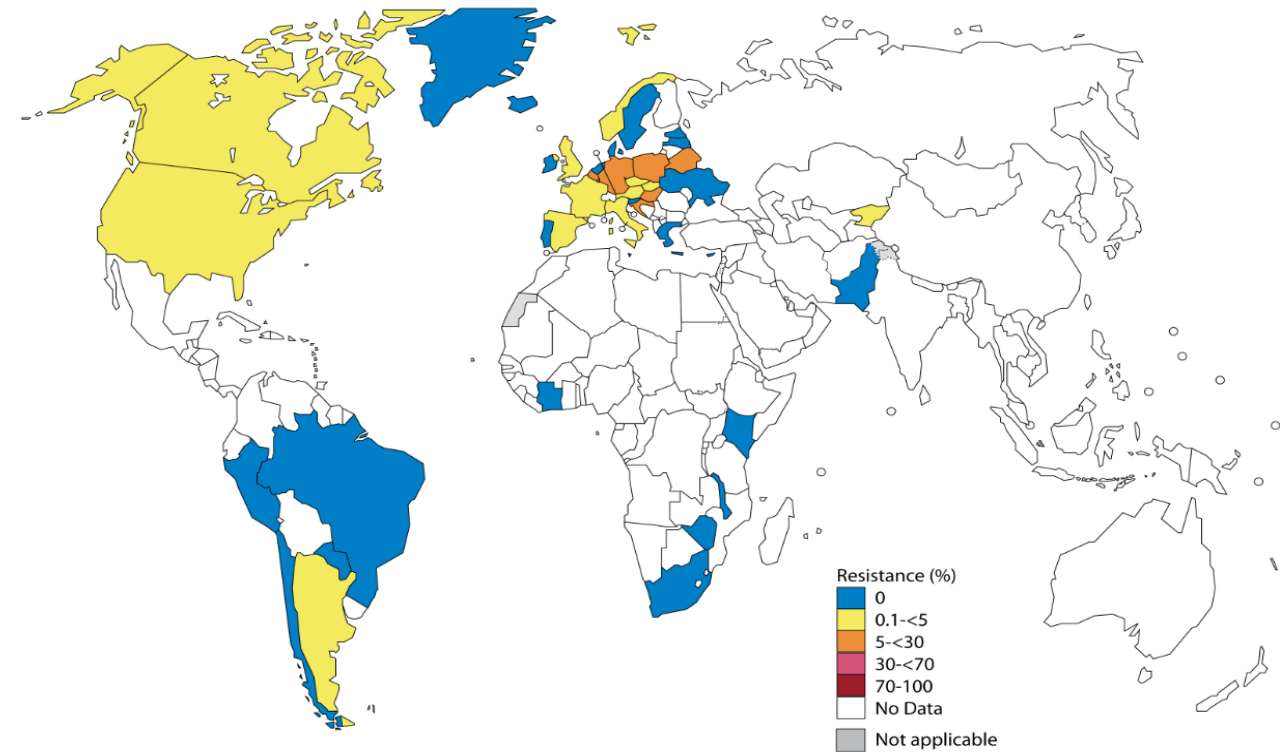 Resistance (%)
0
0.1-<5
5-<30
30-<70
70-100
No Data
Not applicable